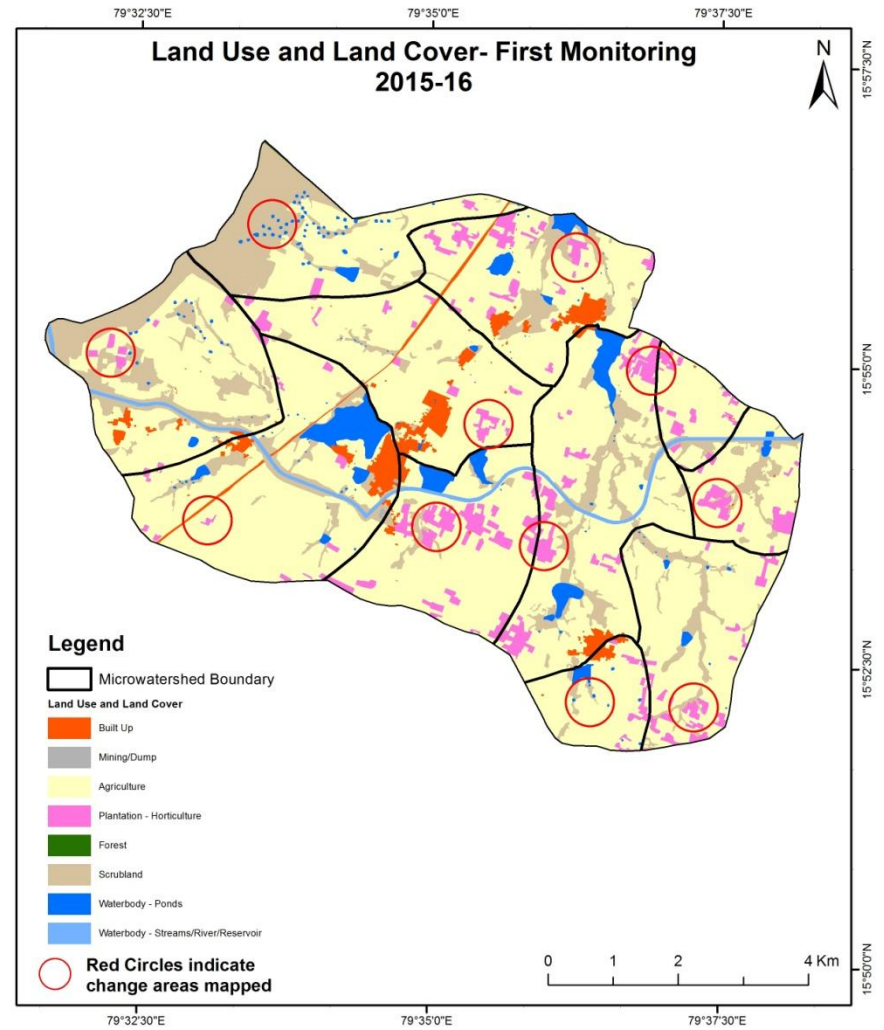 79°32'30"E 79°35'0"E 79°37'30"E
Land Use and Land Cover- First Monitoring
2015-16
N
15°57'30"N
15°55'0"N
15°52'30"N
15°50'0"N
Legend
Microwatershed Boundary
Land Use and Land Cover
Built Up
Mining/Dump
Agriculture
Plantation - Horticulture
Forest
Scrubland
Waterbody - Ponds
Waterbody - Streams/River/Reservoir
Red Circles indicate
change areas mapped
0 1 2 4 Km
79°32'30"E 79°35'0"E 79°37'30"E